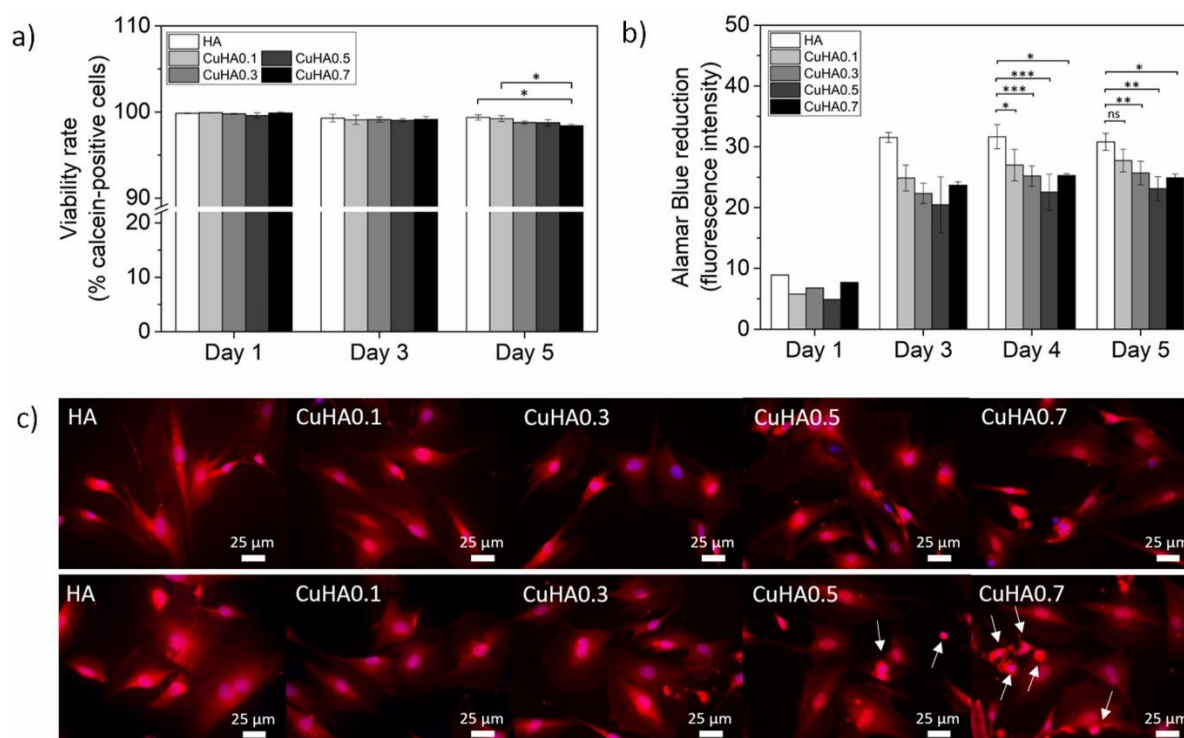 a)
Viability rate
(% calcein-positive cells)
110
100
90
20
10
0
HA
CuHA0.1 CuHA0.5
CuHA0.3 CuHA0.7
*
*
Day 1 Day 3 Day 5
b)
Alamar Blue reduction
(fluorescence intensity)
50
40
30
20
10
0
HA
CuHA0.1
CuHA0.3
CuHA0.5
CuHA0.7
*
***
***
*
*
**
**
ns
Day 1 Day 3 Day 4 Day 5
c)
HA CuHA0.1 CuHA0.3 CuHA0.5 CuHA0.7
25 µm 25 µm 25 µm 25 µm 25 µm
HA CuHA0.1 CuHA0.3 CuHA0.5 CuHA0.7
25 µm 25 µm 25 µm 25 µm 25 µm